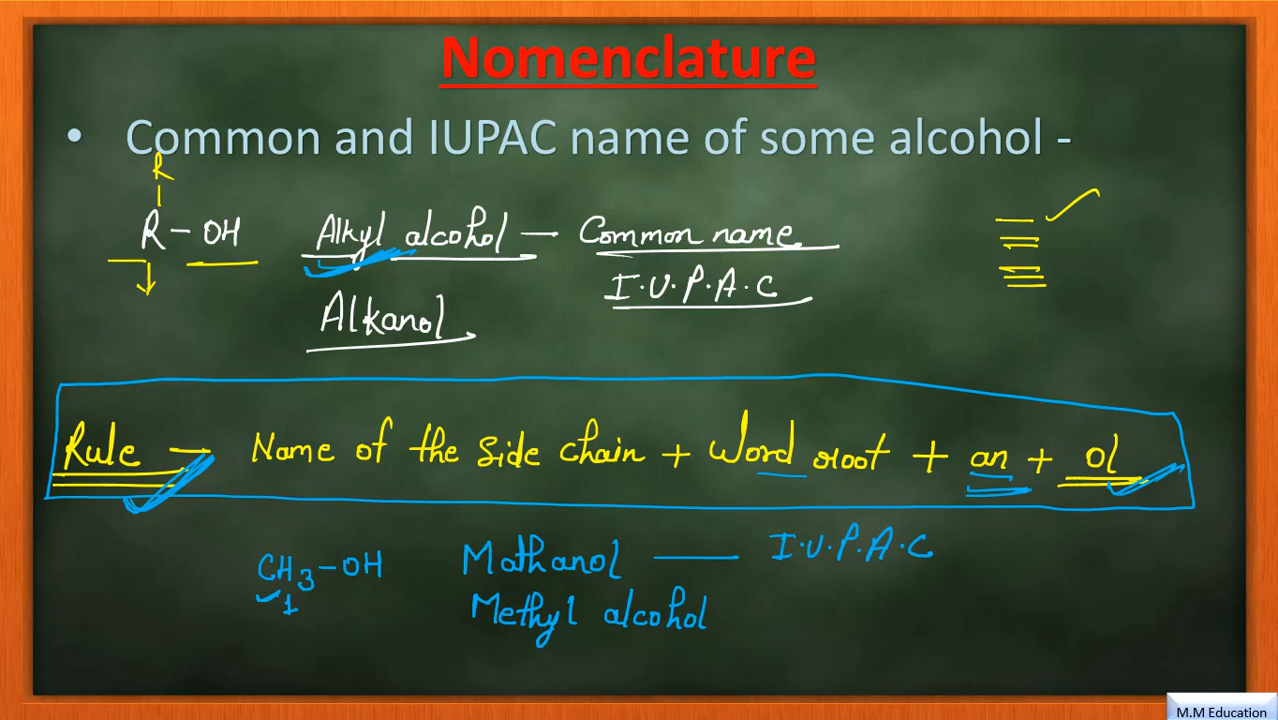 Nomenclature
• Common and IUPAC name of some alcohol -
R
R - OH Alkyl alcohol — Common name
I.U.P.A.C
Alkanol
Rule — Name of the side chain + Word root + an + ol
CH3 - OH Mathanol — I.U.P.A.C
1
Methyl alcohol
M.M Education